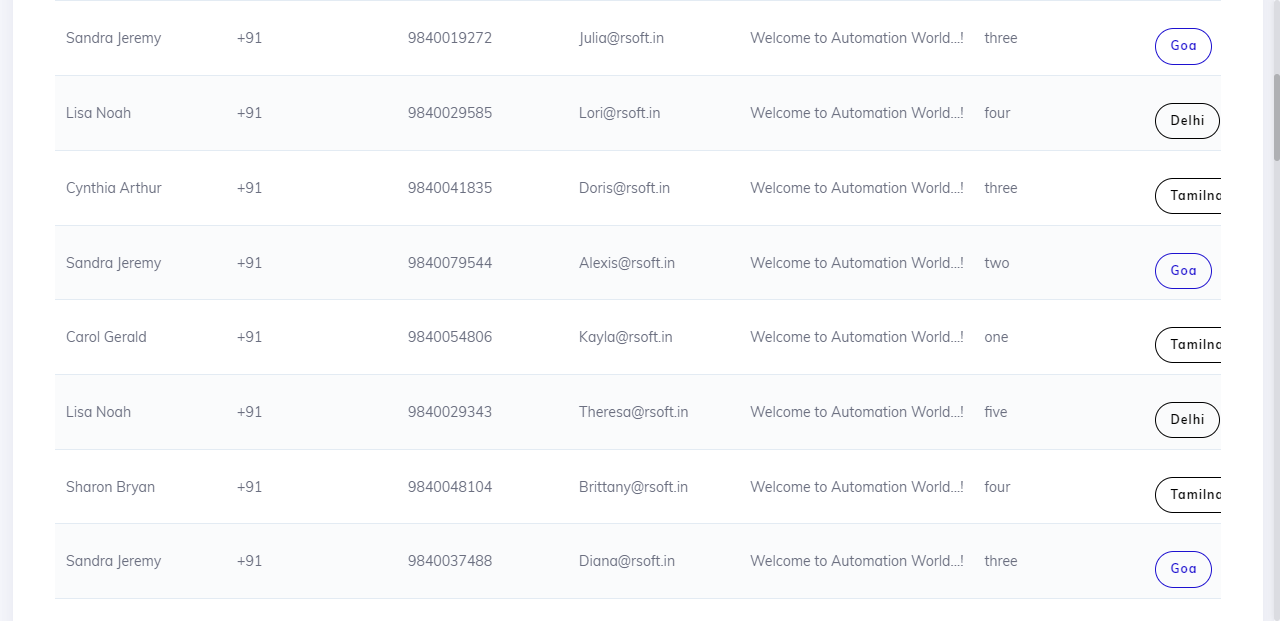 Sandra Jeremy +91 9840019272 Julia@rsoft.in Welcome to Automation World...! three Goa
Lisa Noah +91 9840029585 Lori@rsoft.in Welcome to Automation World...! four Delhi
Cynthia Arthur +91 9840041835 Doris@rsoft.in Welcome to Automation World...! three Tamilna
Sandra Jeremy +91 9840079544 Alexis@rsoft.in Welcome to Automation World...! two Goa
Carol Gerald +91 9840054806 Kayla@rsoft.in Welcome to Automation World...! one Tamilna
Lisa Noah +91 9840029343 Theresa@rsoft.in Welcome to Automation World...! five Delhi
Sharon Bryan +91 9840048104 Brittany@rsoft.in Welcome to Automation World...! four Tamilna
Sandra Jeremy +91 9840037488 Diana@rsoft.in Welcome to Automation World...! three Goa